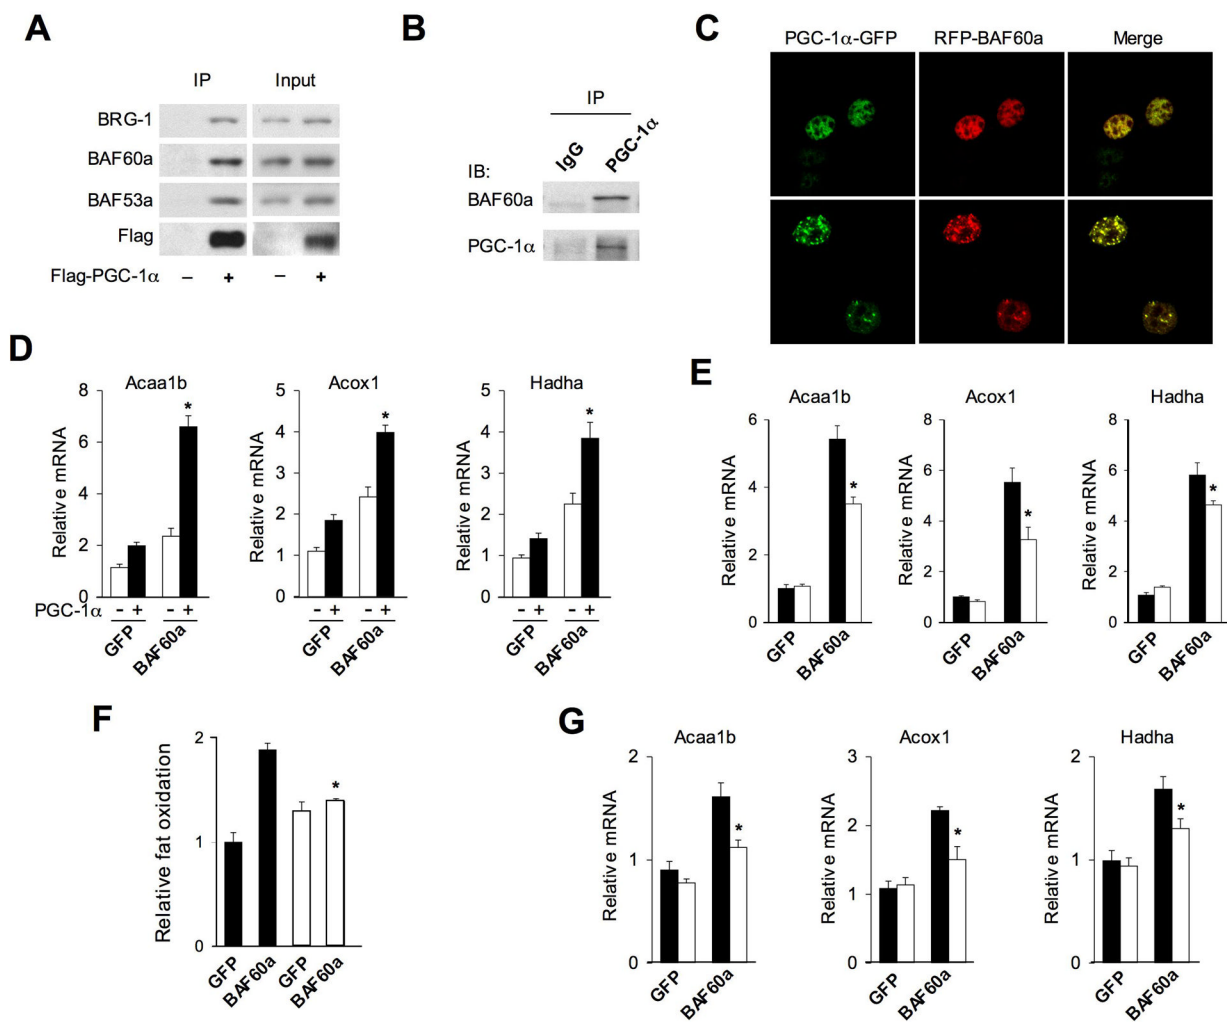 A
IP Input
BRG-1
BAF60a
BAF53a
Flag
Flag-PGC-1α – + – +
B
IP
IgG PGC-1α
IB:
BAF60a
PGC-1α
C
PGC-1α-GFP RFP-BAF60a Merge
D
Acaa1b Acox1 Hadha
Relative mRNA
8
6
4
2
0
Relative mRNA
5
4
3
2
1
0
Relative mRNA
5
4
3
2
1
0
* * *
PGC-1α - + - + - + - + - + - +
GFP BAF60a GFP BAF60a GFP BAF60a
E
Acaa1b Acox1 Hadha
Relative mRNA
6
4
2
0
Relative mRNA
8
6
4
2
0
Relative mRNA
8
6
4
2
0
* * *
GFP BAF60a GFP BAF60a GFP BAF60a
F
Relative fat oxidation
2
1
0
*
GFP BAF60a GFP BAF60a
G
Acaa1b Acox1 Hadha
Relative mRNA
2
1
0
Relative mRNA
3
2
1
0
Relative mRNA
2
1
0
* * *
GFP BAF60a GFP BAF60a GFP BAF60a